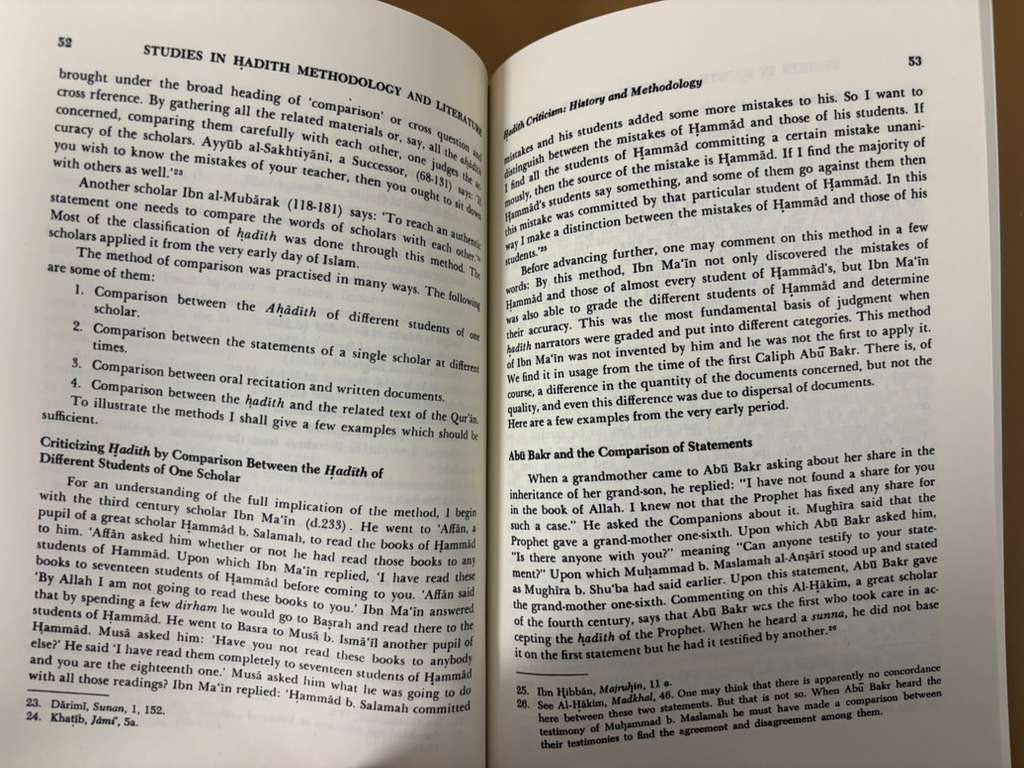 52
STUDIES IN ḤADĪTH METHODOLOGY AND LITERATURE
brought under the broad heading of 'comparison' or cross question and
cross rference. By gathering all the related materials or, say, all the aḥādīth
concerned, comparing them carefully with each other, one judges the ac-
curacy of the scholars. Ayyūb al-Sakhtiyānī, a Successor, (68-131) says: 'If
you wish to know the mistakes of your teacher, then you ought to sit down
with others as well.'²³
Another scholar Ibn al-Mubārak (118-181) says: 'To reach an authentic
statement one needs to compare the words of scholars with each other.'²⁴
Most of the classification of ḥadīth was done through this method. The
scholars applied it from the very early day of Islam.
The method of comparison was practised in many ways. The following
are some of them:
1. Comparison between the Aḥādīth of different students of one
scholar.
2. Comparison between the statements of a single scholar at different
times.
3. Comparison between oral recitation and written documents.
4. Comparison between the ḥadīth and the related text of the Qur'ān.
To illustrate the methods I shall give a few examples which should be
sufficient.
Criticizing Ḥadīth by Comparison Between the Ḥadīth of
Different Students of One Scholar
For an understanding of the full implication of the method, I begin
with the third century scholar Ibn Ma'īn (d.233). He went to 'Affān, a
pupil of a great scholar Ḥammād b. Salamah, to read the books of Ḥammād
to him. 'Affān asked him whether or not he had read those books to any
students of Ḥammād. Upon which Ibn Ma'īn replied, 'I have read these
books to seventeen students of Ḥammād before coming to you. 'Affān said
'By Allah I am not going to read these books to you.' Ibn Ma'īn answered
that by spending a few dirham he would go to Baṣrah and read there to the
students of Ḥammād. He went to Basra to Musā b. Ismā'īl another pupil of
Ḥammād. Musā asked him: 'Have you not read these books to anybody
else?' He said 'I have read them completely to seventeen students of Ḥammād
and you are the eighteenth one.' Musā asked him what he was going to do
with all those readings? Ibn Ma'īn replied: 'Ḥammād b. Salamah committed
23. Dārimī, Sunan, 1, 152.
24. Khaṭīb, Jāmi', 5a.
53
Ḥadīth Criticism: History and Methodology
mistakes and his students added some more mistakes to his. So I want to
distinguish between the mistakes of Ḥammād and those of his students. If
I find all the students of Ḥammād committing a certain mistake unani-
mously, then the source of the mistake is Ḥammād. If I find the majority of
Ḥammād's students say something, and some of them go against them then
this mistake was committed by that particular student of Ḥammād. In this
way I make a distinction between the mistakes of Ḥammād and those of his
students.'²⁵
Before advancing further, one may comment on this method in a few
words: By this method, Ibn Ma'īn not only discovered the mistakes of
Ḥammād and those of almost every student of Ḥammād's, but Ibn Ma'īn
was also able to grade the different students of Ḥammād and determine
their accuracy. This was the most fundamental basis of judgment when
ḥadīth narrators were graded and put into different categories. This method
of Ibn Ma'īn was not invented by him and he was not the first to apply it.
We find it in usage from the time of the first Caliph Abū Bakr. There is, of
course, a difference in the quantity of the documents concerned, but not the
quality, and even this difference was due to dispersal of documents.
Here are a few examples from the very early period.
Abū Bakr and the Comparison of Statements
When a grandmother came to Abū Bakr asking about her share in the
inheritance of her grand-son, he replied: "I have not found a share for you
in the book of Allah. I knew not that the Prophet has fixed any share for
such a case." He asked the Companions about it. Mughīra said that the
Prophet gave a grand-mother one-sixth. Upon which Abū Bakr asked him,
"Is there anyone with you?" meaning "Can anyone testify to your state-
ment?" Upon which Muḥammad b. Maslamah al-Anṣārī stood up and stated
as Mughīra b. Shu'ba had said earlier. Upon this statement, Abū Bakr gave
the grand-mother one-sixth. Commenting on this Al-Ḥākim, a great scholar
of the fourth century, says that Abū Bakr was the first who took care in ac-
cepting the ḥadīth of the Prophet. When he heard a sunna, he did not base
it on the first statement but he had it testified by another.²⁶
25. Ibn Ḥibbān, Majruḥin, 11 a.
26. See Al-Ḥākim, Madkhal, 46. One may think that there is apparently no concordance
here between these two statements. But that is not so. When Abū Bakr heard the
testimony of Muḥammad b. Maslamah he must have made a comparison between
their testimonies to find the agreement and disagreement among them.